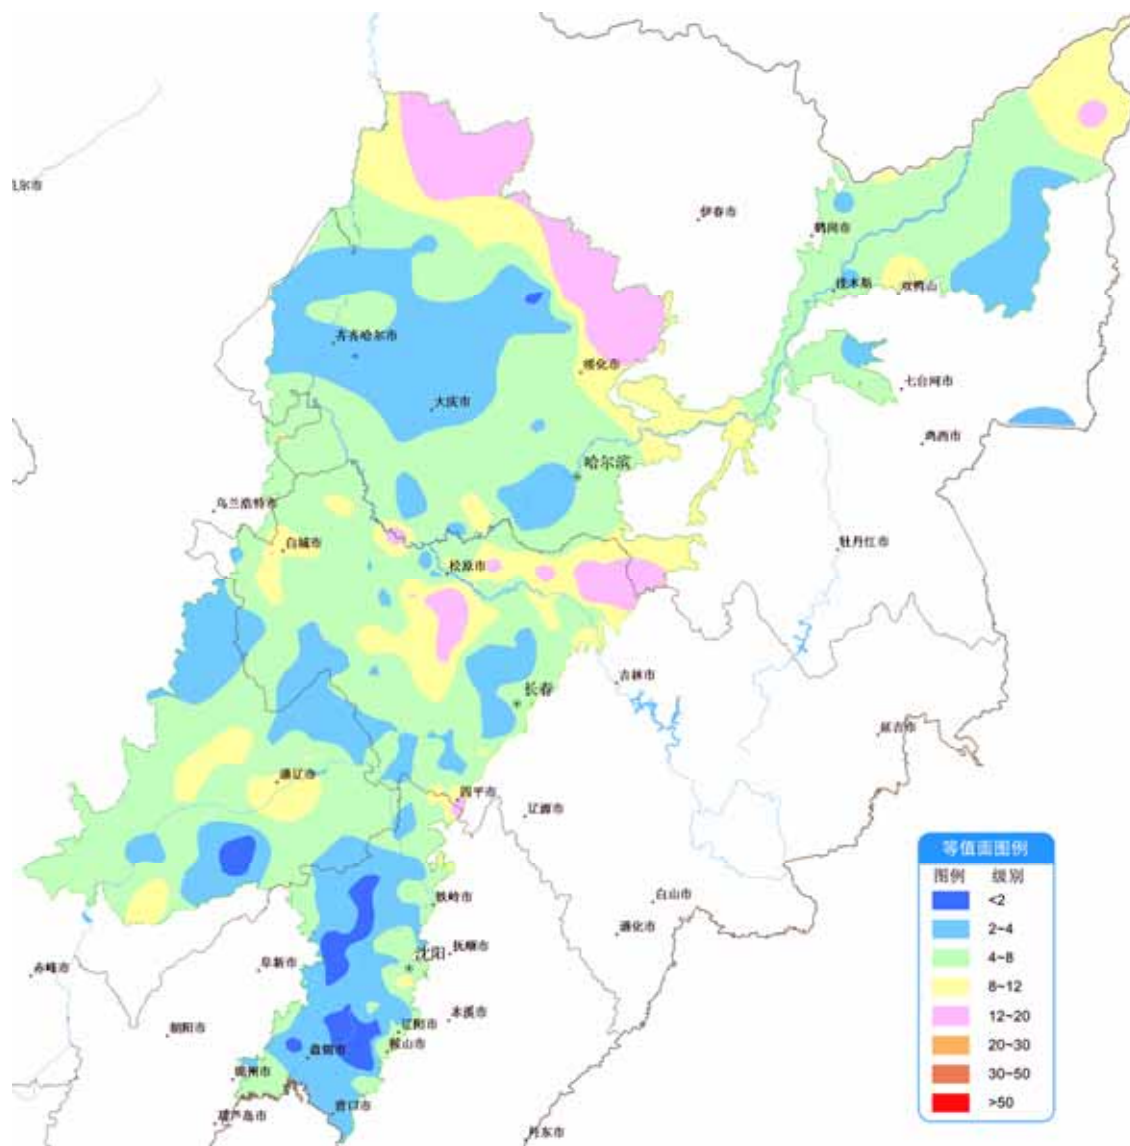 伊春市
鹤岗市
佳木斯
双鸭山
齐齐哈尔市
绥化市
七台河市
大庆市
鸡西市
哈尔滨
乌兰浩特市
白城市
牡丹江市
松原市
吉林市
长春
延吉市
通辽市
四平市
辽源市
等值面图例
图例 级别
<2
2~4
4~8
8~12
12~20
20~30
30~50
>50
铁岭市
白山市
通化市
抚顺市
沈阳
阜新市
赤峰市
本溪市
辽阳市
朝阳市
鞍山市
盘锦市
锦州市
营口市
葫芦岛市
丹东市